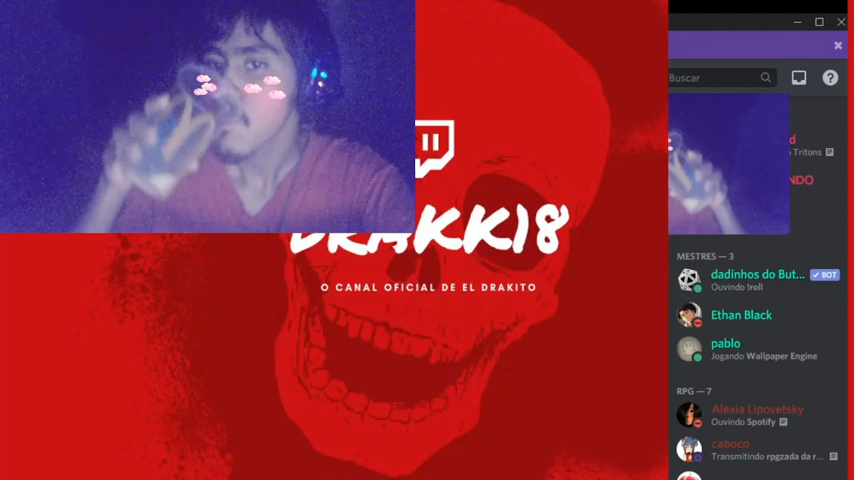 Buscar
d
o Tritons
NDO
DRAKK18
O CANAL OFICIAL DE EL DRAKITO
MESTRES — 3
dadinhos do But...
BOT
Ouvindo !roll
Ethan Black
pablo
Jogando Wallpaper Engine
RPG — 7
Alexia Lipovetsky
Ouvindo Spotify
caboco
Transmitindo rpgzada da r...